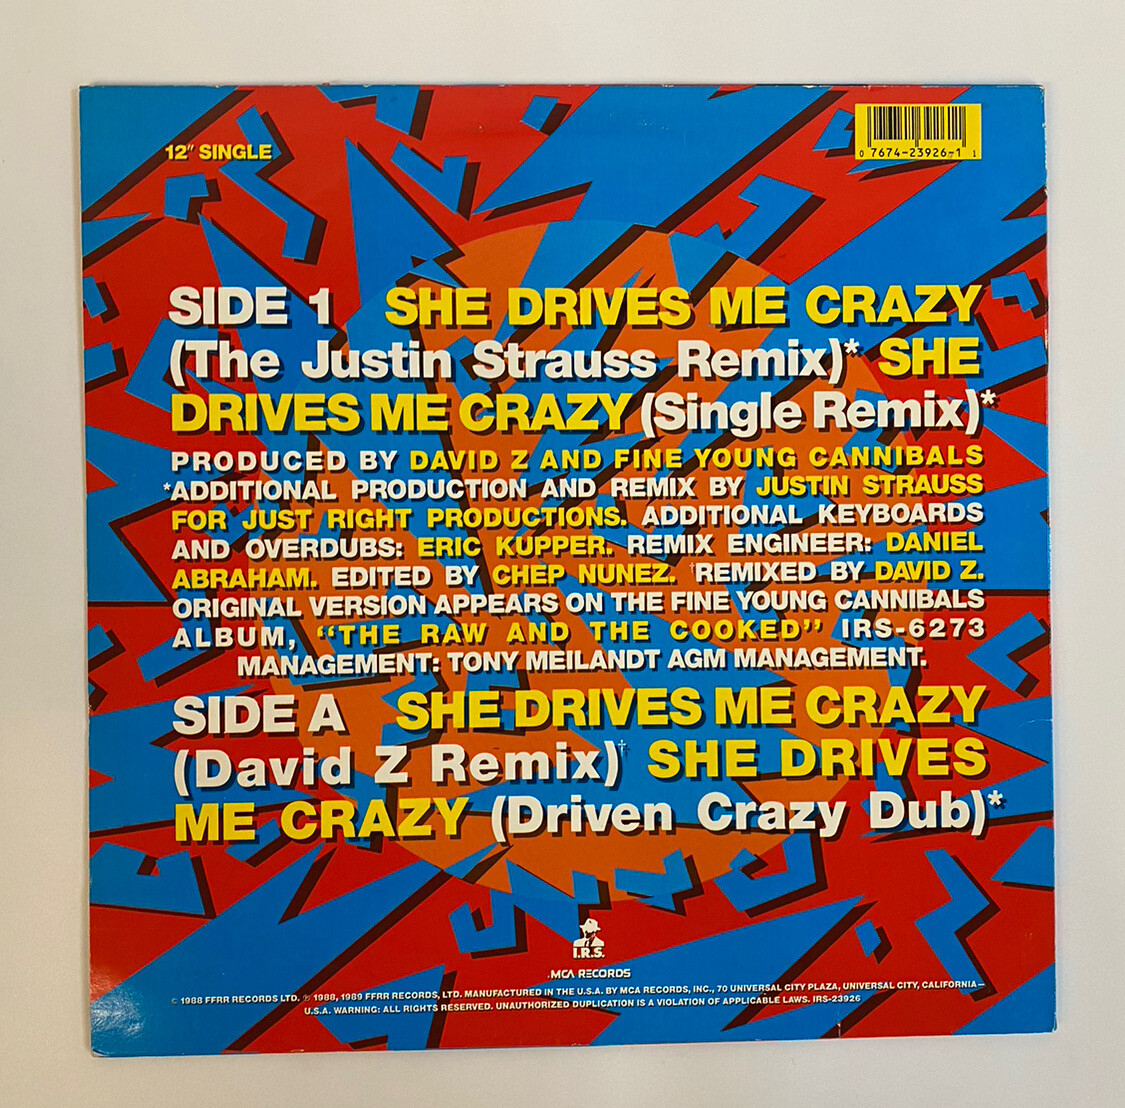 12" SINGLE
0 7674-23926-1 1
SIDE 1 SHE DRIVES ME CRAZY
(The Justin Strauss Remix)* SHE
DRIVES ME CRAZY (Single Remix)*
PRODUCED BY DAVID Z AND FINE YOUNG CANNIBALS
*ADDITIONAL PRODUCTION AND REMIX BY JUSTIN STRAUSS
FOR JUST RIGHT PRODUCTIONS. ADDITIONAL KEYBOARDS
AND OVERDUBS: ERIC KUPPER. REMIX ENGINEER: DANIEL
ABRAHAM. EDITED BY CHEP NUNEZ. †REMIXED BY DAVID Z.
ORIGINAL VERSION APPEARS ON THE FINE YOUNG CANNIBALS
ALBUM, "THE RAW AND THE COOKED" IRS-6273
MANAGEMENT: TONY MEILANDT AGM MANAGEMENT.
SIDE A SHE DRIVES ME CRAZY
(David Z Remix)† SHE DRIVES
ME CRAZY (Driven Crazy Dub)*
I.R.S.
.MCA RECORDS
© 1988 FFRR RECORDS LTD. ℗ 1988, 1989 FFRR RECORDS, LTD. MANUFACTURED IN THE U.S.A. BY MCA RECORDS, INC., 70 UNIVERSAL CITY PLAZA, UNIVERSAL CITY, CALIFORNIA—
U.S.A. WARNING: ALL RIGHTS RESERVED. UNAUTHORIZED DUPLICATION IS A VIOLATION OF APPLICABLE LAWS. IRS-23926